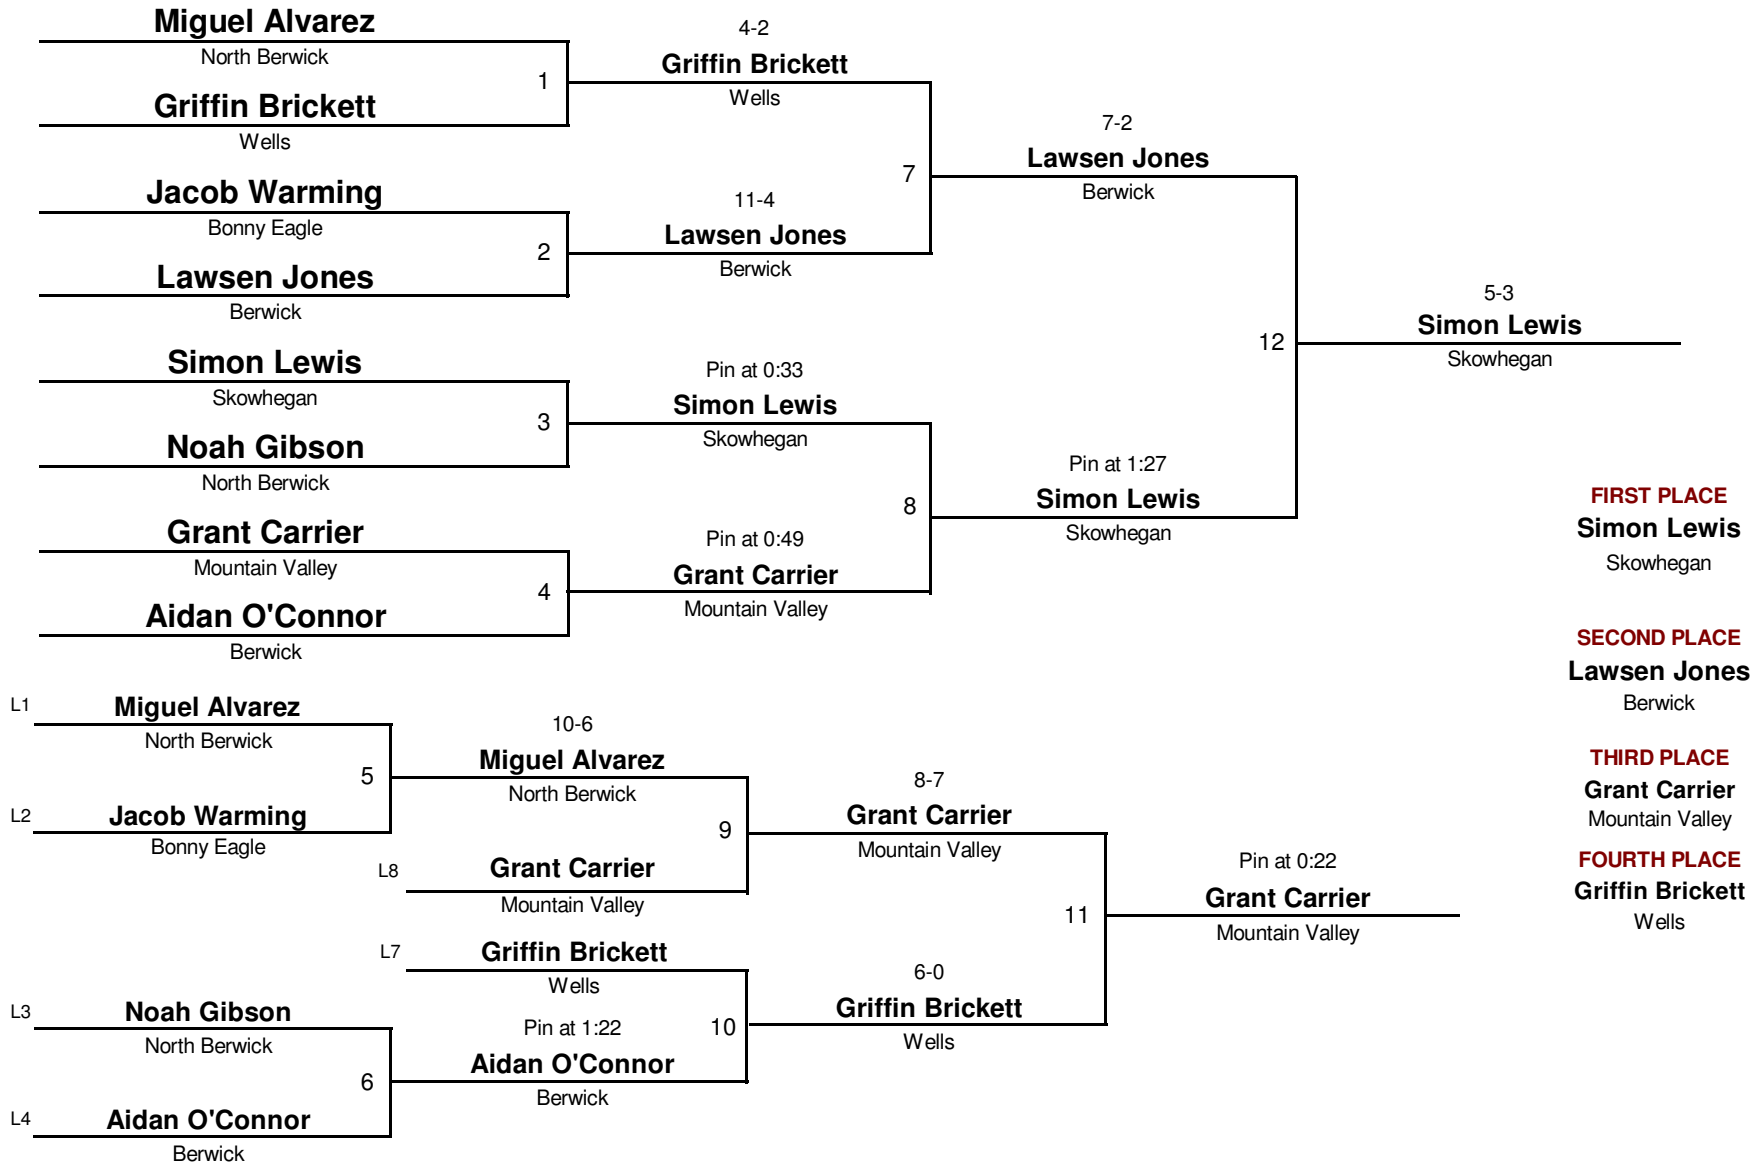 Miguel Alvarez
North Berwick
1
Griffin Brickett
Wells
4-2
Griffin Brickett
Wells
Jacob Warming
Bonny Eagle
2
Lawsen Jones
Berwick
11-4
Lawsen Jones
Berwick
7
7-2
Lawsen Jones
Berwick
Simon Lewis
Skowhegan
3
Noah Gibson
North Berwick
Pin at 0:33
Simon Lewis
Skowhegan
Grant Carrier
Mountain Valley
4
Aidan O'Connor
Berwick
Pin at 0:49
Grant Carrier
Mountain Valley
8
Pin at 1:27
Simon Lewis
Skowhegan
12
5-3
Simon Lewis
Skowhegan
FIRST PLACE
Simon Lewis
Skowhegan
SECOND PLACE
Lawsen Jones
Berwick
THIRD PLACE
Grant Carrier
Mountain Valley
FOURTH PLACE
Griffin Brickett
Wells
L1
Miguel Alvarez
North Berwick
5
L2
Jacob Warming
Bonny Eagle
10-6
Miguel Alvarez
North Berwick
9
L8
Grant Carrier
Mountain Valley
8-7
Grant Carrier
Mountain Valley
L7
Griffin Brickett
Wells
L3
Noah Gibson
North Berwick
6
L4
Aidan O'Connor
Berwick
Pin at 1:22
Aidan O'Connor
Berwick
10
6-0
Griffin Brickett
Wells
11
Pin at 0:22
Grant Carrier
Mountain Valley